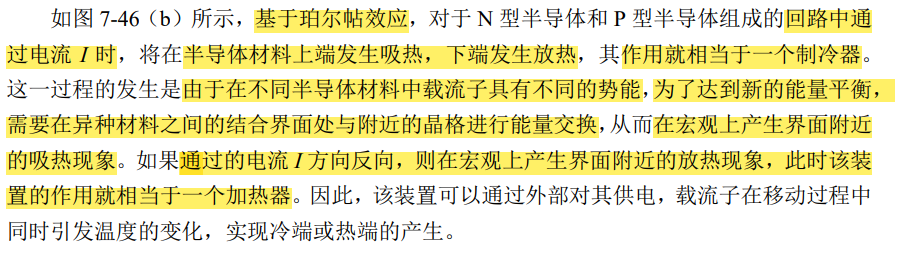 如图 7-46（b）所示，基于珀尔帖效应，对于 N 型半导体和 P 型半导体组成的回路中通
过电流 I 时，将在半导体材料上端发生吸热，下端发生放热，其作用就相当于一个制冷器。
这一过程的发生是由于在不同半导体材料中载流子具有不同的势能，为了达到新的能量平衡，
需要在异种材料之间的结合界面处与附近的晶格进行能量交换，从而在宏观上产生界面附近
的吸热现象。如果通过的电流 I 方向反向，则在宏观上产生界面附近的放热现象，此时该装
置的作用就相当于一个加热器。因此，该装置可以通过外部对其供电，载流子在移动过程中
同时引发温度的变化，实现冷端或热端的产生。